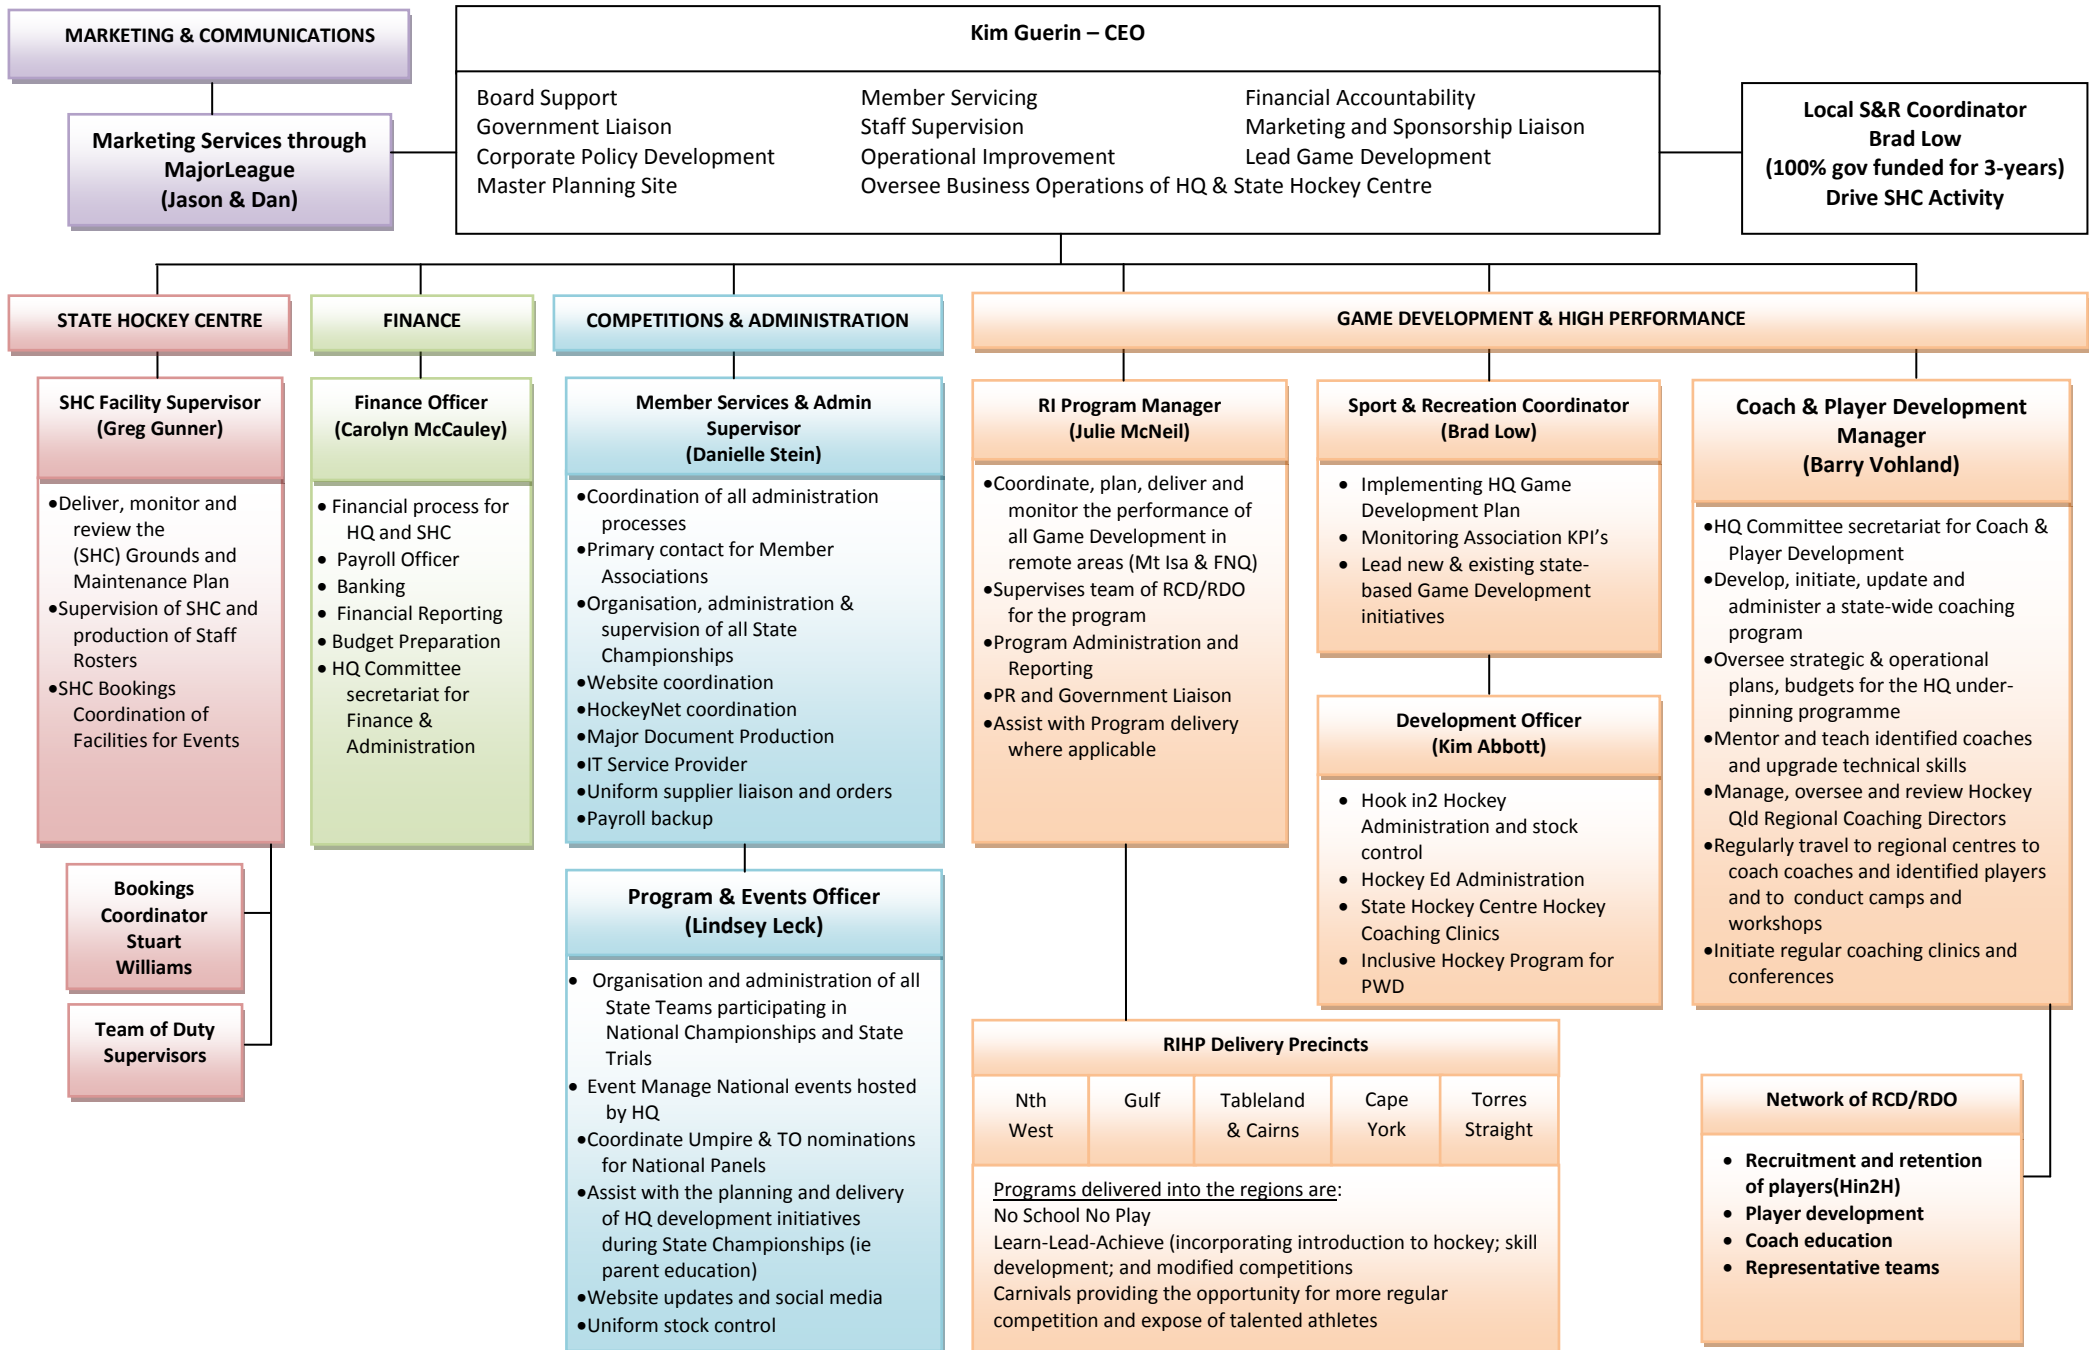 MARKETING & COMMUNICATIONS
Marketing Services through
MajorLeague
(Jason & Dan)
Kim Guerin – CEO
Board Support
Government Liaison
Corporate Policy Development
Master Planning Site
Member Servicing
Staff Supervision
Operational Improvement
Oversee Business Operations of HQ & State Hockey Centre
Financial Accountability
Marketing and Sponsorship Liaison
Lead Game Development
Local S&R Coordinator
Brad Low
(100% gov funded for 3-years)
Drive SHC Activity
STATE HOCKEY CENTRE
SHC Facility Supervisor
(Greg Gunner)
•Deliver, monitor and
review the
(SHC) Grounds and
Maintenance Plan
•Supervision of SHC and
production of Staff
Rosters
•SHC Bookings
Coordination of
Facilities for Events
Bookings
Coordinator
Stuart
Williams
Team of Duty
Supervisors
FINANCE
Finance Officer
(Carolyn McCauley)
• Financial process for
HQ and SHC
• Payroll Officer
• Banking
• Financial Reporting
• Budget Preparation
• HQ Committee
secretariat for
Finance &
Administration
COMPETITIONS & ADMINISTRATION
Member Services & Admin
Supervisor
(Danielle Stein)
•Coordination of all administration
processes
•Primary contact for Member
Associations
•Organisation, administration &
supervision of all State
Championships
•Website coordination
•HockeyNet coordination
•Major Document Production
•IT Service Provider
•Uniform supplier liaison and orders
•Payroll backup
Program & Events Officer
(Lindsey Leck)
• Organisation and administration of all
State Teams participating in
National Championships and State
Trials
• Event Manage National events hosted
by HQ
•Coordinate Umpire & TO nominations
for National Panels
•Assist with the planning and delivery
of HQ development initiatives
during State Championships (ie
parent education)
•Website updates and social media
•Uniform stock control
GAME DEVELOPMENT & HIGH PERFORMANCE
RI Program Manager
(Julie McNeil)
•Coordinate, plan, deliver and
monitor the performance of
all Game Development in
remote areas (Mt Isa & FNQ)
•Supervises team of RCD/RDO
for the program
•Program Administration and
Reporting
•PR and Government Liaison
•Assist with Program delivery
where applicable
Sport & Recreation Coordinator
(Brad Low)
• Implementing HQ Game
Development Plan
• Monitoring Association KPI's
• Lead new & existing state-
based Game Development
initiatives
Development Officer
(Kim Abbott)
• Hook in2 Hockey
Administration and stock
control
• Hockey Ed Administration
• State Hockey Centre Hockey
Coaching Clinics
• Inclusive Hockey Program for
PWD
Coach & Player Development
Manager
(Barry Vohland)
•HQ Committee secretariat for Coach &
Player Development
•Develop, initiate, update and
administer a state-wide coaching
program
•Oversee strategic & operational
plans, budgets for the HQ under-
pinning programme
•Mentor and teach identified coaches
and upgrade technical skills
•Manage, oversee and review Hockey
Qld Regional Coaching Directors
•Regularly travel to regional centres to
coach coaches and identified players
and to conduct camps and
workshops
•Initiate regular coaching clinics and
conferences
RIHP Delivery Precincts
Nth
West
Gulf
Tableland
& Cairns
Cape
York
Torres
Straight
Programs delivered into the regions are:
No School No Play
Learn-Lead-Achieve (incorporating introduction to hockey; skill
development; and modified competitions
Carnivals providing the opportunity for more regular
competition and expose of talented athletes
Network of RCD/RDO
• Recruitment and retention
of players(Hin2H)
• Player development
• Coach education
• Representative teams